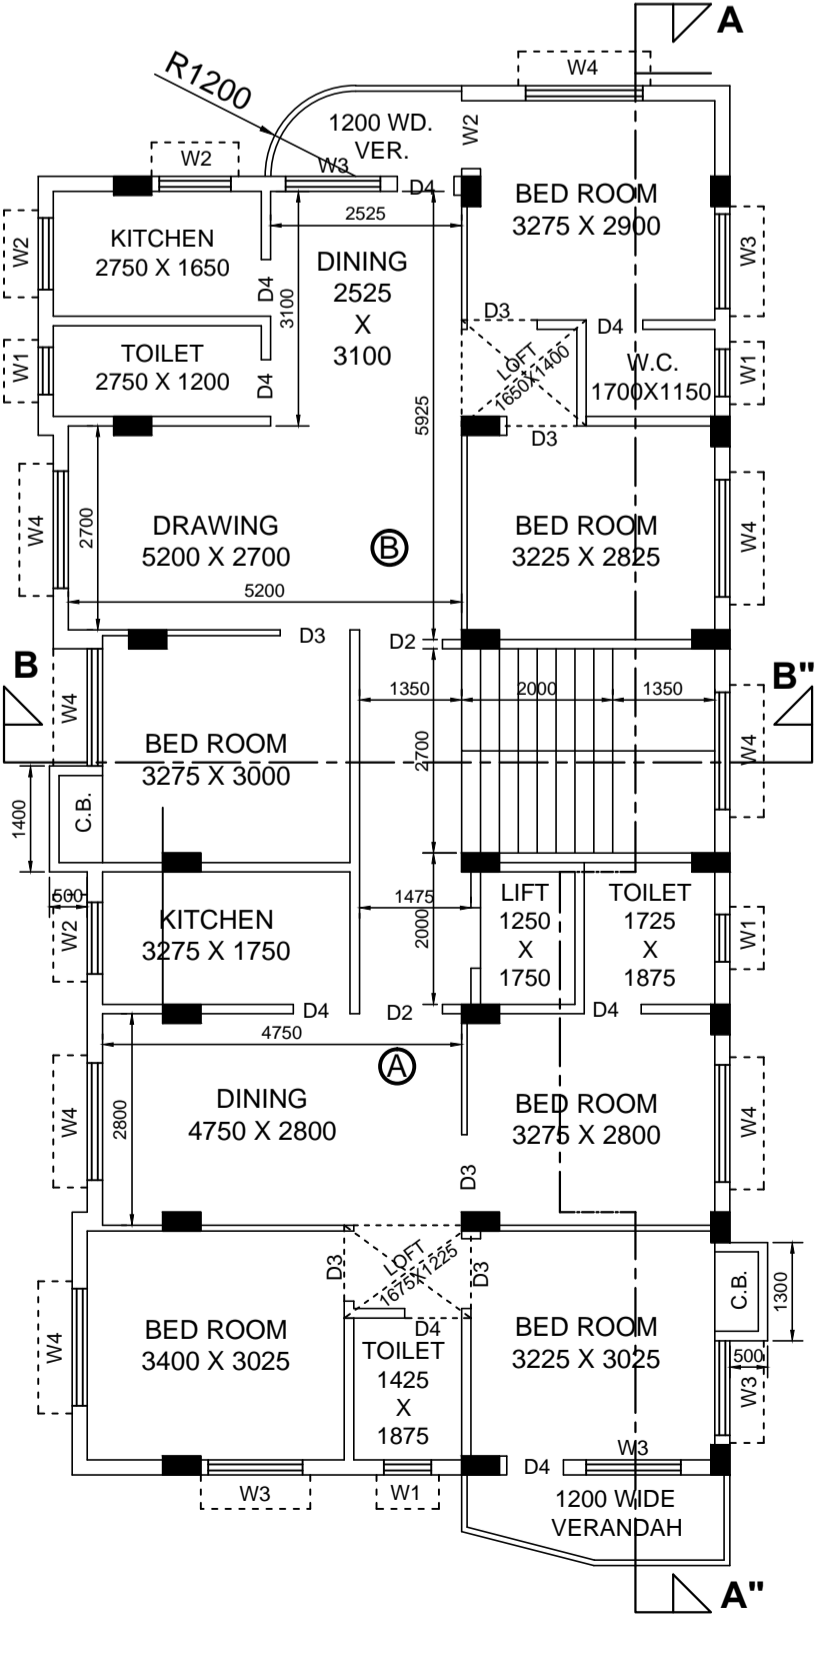 A
W4
R1200
1200 WD.
VER.
W2
W2
W3
D4
BED ROOM
3275 X 2900
2525
KITCHEN
2750 X 1650
W2
DINING
2525
X
3100
W3
D4
3100
D3
D4
TOILET
2750 X 1200
W1
D4
LOFT
1650X1400
W.C.
1700X1150
W1
5925
D3
2700
W4
DRAWING
5200 X 2700
B
BED ROOM
3225 X 2825
W4
5200
D3
D2
B
B"
W4
1350
2000
1350
BED ROOM
3275 X 3000
2700
W4
1400
C.B.
500
W2
KITCHEN
3275 X 1750
1475
2000
LIFT
1250
X
1750
TOILET
1725
X
1875
W1
D4
D2
D4
4750
A
2800
W4
DINING
4750 X 2800
BED ROOM
3275 X 2800
W4
D3
D3
LOFT
1675X1225
D3
C.B.
1300
W4
BED ROOM
3400 X 3025
D4
TOILET
1425
X
1875
BED ROOM
3225 X 3025
500
W3
W3
D4
W3
W1
1200 WIDE
VERANDAH
A"